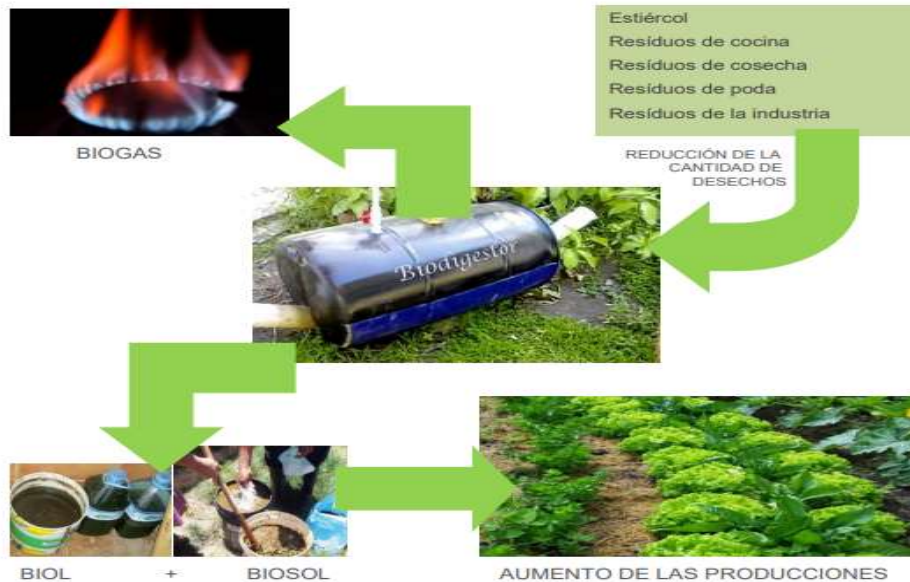 Estiércol
Resíduos de cocina
Resíduos de cosecha
Resíduos de poda
Resíduos de la industria
BIOGAS
REDUCCIÓN DE LA
CANTIDAD DE
DESECHOS
Biodigestor
BIOL + BIOSOL
AUMENTO DE LAS PRODUCCIONES